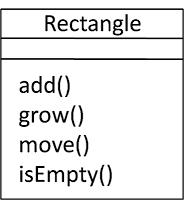 Rectangle
add()
grow()
move()
isEmpty()